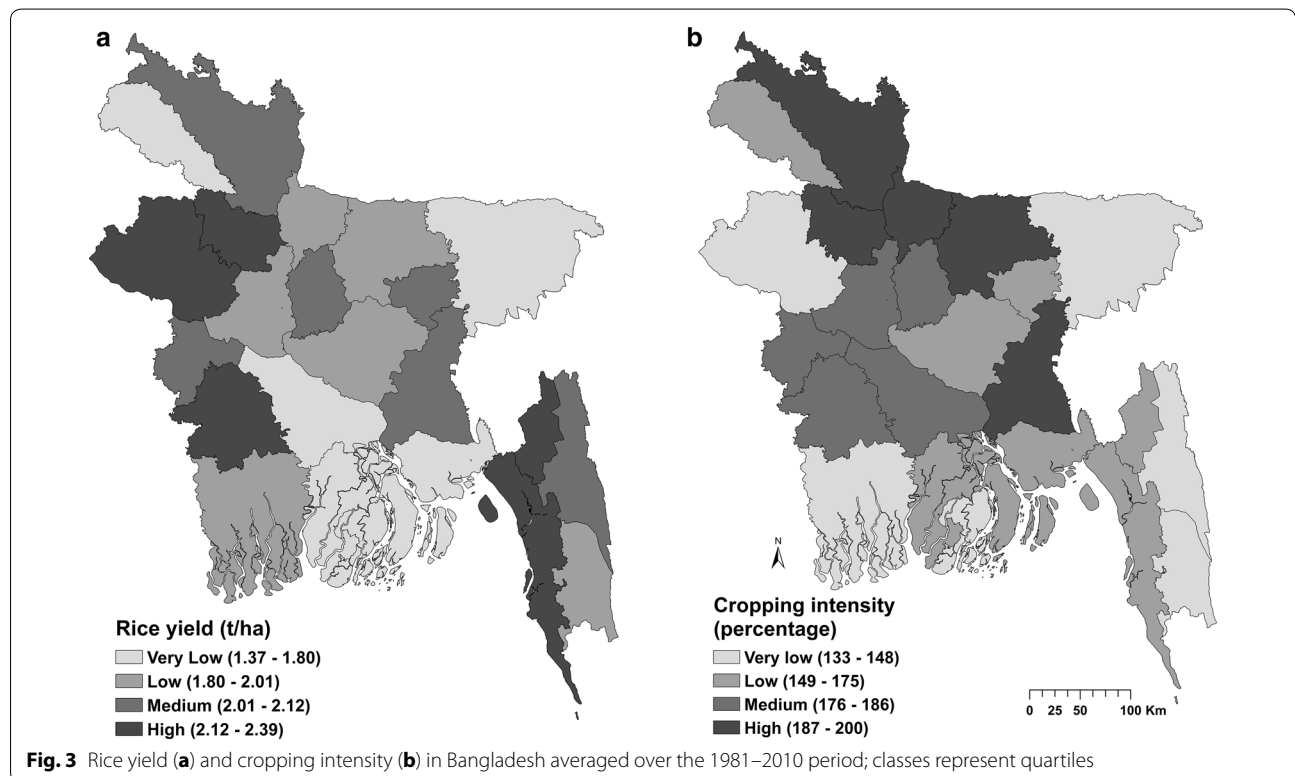 a
b
Rice yield (t/ha)
Very Low (1.37 - 1.80)
Low (1.80 - 2.01)
Medium (2.01 - 2.12)
High (2.12 - 2.39)
N
Cropping intensity
(percentage)
Very low (133 - 148)
Low (149 - 175)
Medium (176 - 186)
High (187 - 200)
0 25 50 100 Km
Fig. 3 Rice yield (a) and cropping intensity (b) in Bangladesh averaged over the 1981–2010 period; classes represent quartiles